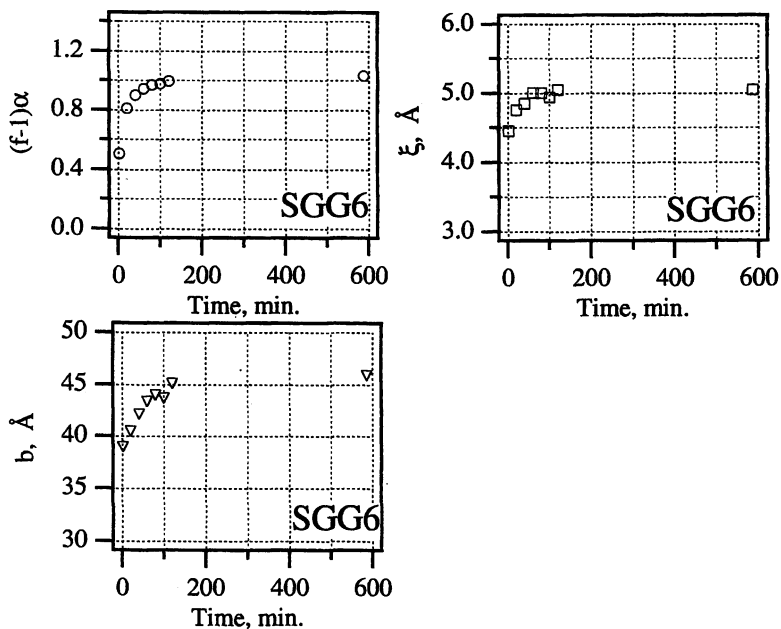 1.2
0.8
0.4
0.0
(f-1)α
SGG6
0 200 400 600
Time, min.
6.0
5.0
4.0
3.0
ξ, Å
SGG6
0 200 400 600
Time, min.
50
45
40
35
30
b, Å
SGG6
0 200 400 600
Time, min.